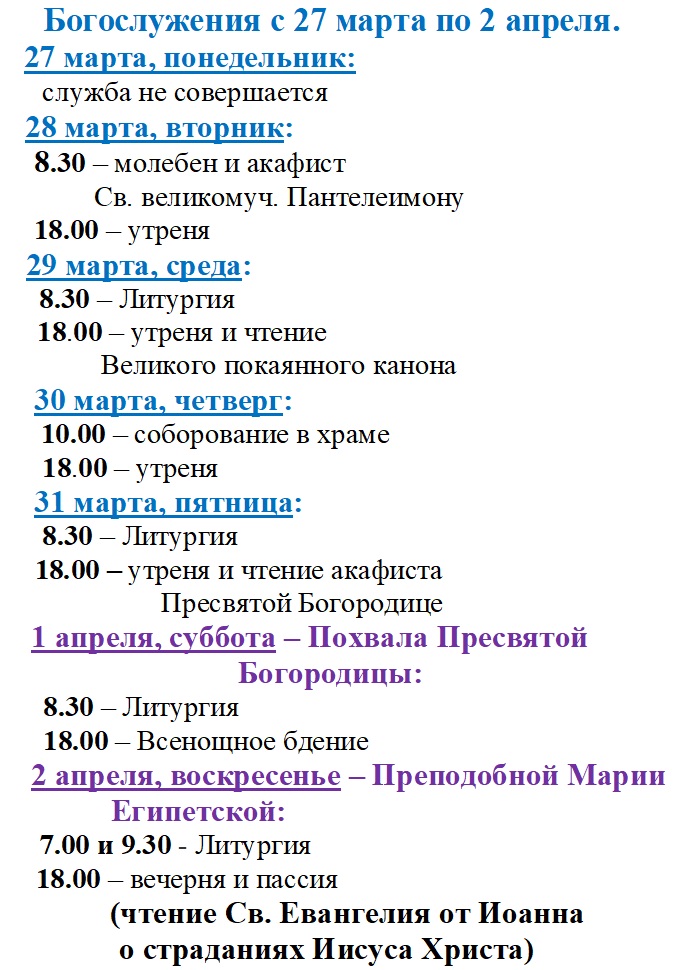 Богослужения с 27 марта по 2 апреля.
27 марта, понедельник:
служба не совершается
28 марта, вторник:
8.30 – молебен и акафист
Св. великомуч. Пантелеимону
18.00 – утреня
29 марта, среда:
8.30 – Литургия
18.00 – утреня и чтение
Великого покаянного канона
30 марта, четверг:
10.00 – соборование в храме
18.00 – утреня
31 марта, пятница:
8.30 – Литургия
18.00 – утреня и чтение акафиста
Пресвятой Богородице
1 апреля, суббота – Похвала Пресвятой
Богородицы:
8.30 – Литургия
18.00 – Всенощное бдение
2 апреля, воскресенье – Преподобной Марии
Египетской:
7.00 и 9.30 - Литургия
18.00 – вечерня и пассия
(чтение Св. Евангелия от Иоанна
о страданиях Иисуса Христа)